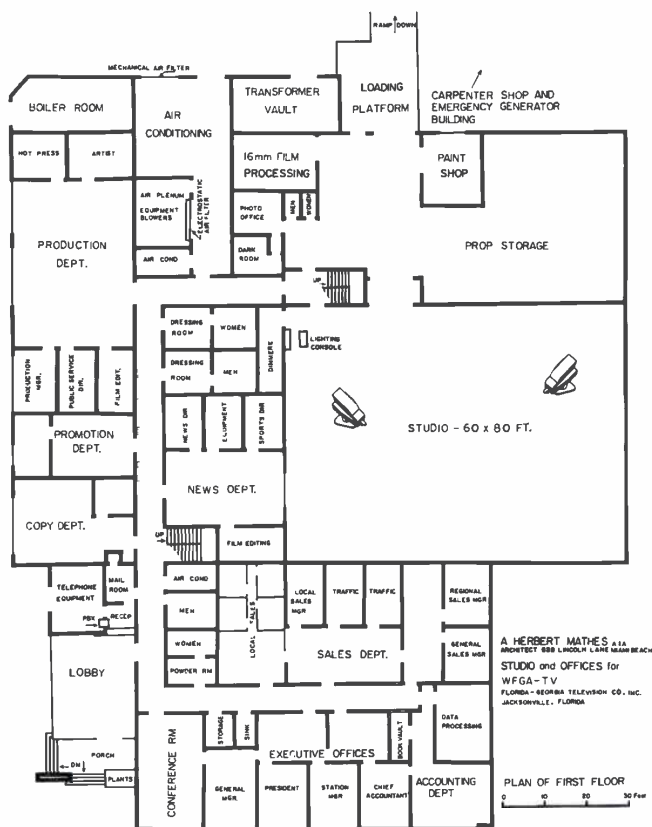 RAMP DOWN
MECHANICAL AIR FILTER
BOILER ROOM
AIR
CONDITIONING
TRANSFORMER
VAULT
LOADING
PLATFORM
CARPENTER SHOP AND
EMERGENCY GENERATOR
BUILDING
HOT PRESS
ARTIST
16mm FILM
PROCESSING
PAINT
SHOP
AIR PLENUM
EQUIPMENT
BLOWERS
ELECTROSTATIC
AIR FILTER
PHOTO
OFFICE
MEN
WOMEN
PRODUCTION
DEPT.
PROP STORAGE
AIR COND
DARK
ROOM
UP
DRESSING
ROOM
WOMEN
DIMMERS
LIGHTING
CONSOLE
DRESSING
ROOM
MEN
PRODUCTION
MGR.
PUBLIC SERVICE
DIR.
FILM EDIT.
NEWS DIR
EQUIPMENT
SPORTS DIR
STUDIO - 60 x 80 FT.
PROMOTION
DEPT.
NEWS DEPT.
COPY DEPT.
UP
FILM EDITING
TELEPHONE
EQUIPMENT
MAIL
ROOM
AIR COND
LOCAL SALES
LOCAL
SALES
MGR
TRAFFIC
TRAFFIC
REGIONAL
SALES MGR
PBX
RECEP
MEN
WOMEN
SALES DEPT.
GENERAL
SALES MGR
LOBBY
POWDER RM
A HERBERT MATHES A I A
ARCHITECT 688 LINCOLN LANE MIAMI BEACH
STUDIO and OFFICES for
WFGA-TV
FLORIDA-GEORGIA TELEVISION CO. INC.
JACKSONVILLE, FLORIDA
CONFERENCE RM
STORAGE
SINK
EXECUTIVE OFFICES
BOOK VAULT
DATA
PROCESSING
PORCH
DN
PLANTS
GENERAL
MGR.
PRESIDENT
STATION
MGR
CHIEF
ACCOUNTANT
ACCOUNTING
DEPT
PLAN OF FIRST FLOOR
0 10 20 30 Feet